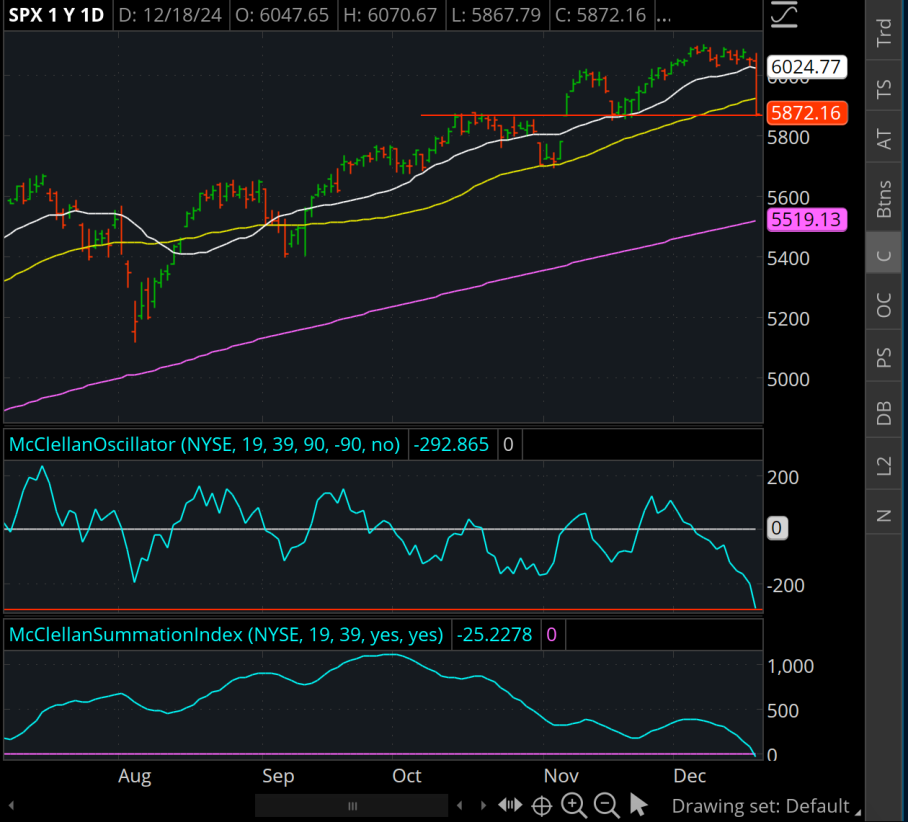 SPX 1 Y 1D D: 12/18/24 O: 6047.65 H: 6070.67 L: 5867.79 C: 5872.16 ...
6024.77
5872.16
5800
5600
5519.13
5400
5200
5000
McClellanOscillator (NYSE, 19, 39, 90, -90, no) -292.865 0
200
0
-200
McClellanSummationIndex (NYSE, 19, 39, yes, yes) -25.2278 0
1,000
500
0
Aug Sep Oct Nov Dec
Drawing set: Default
Trd
TS
AT
Btns
C
OC
PS
DB
L2
N